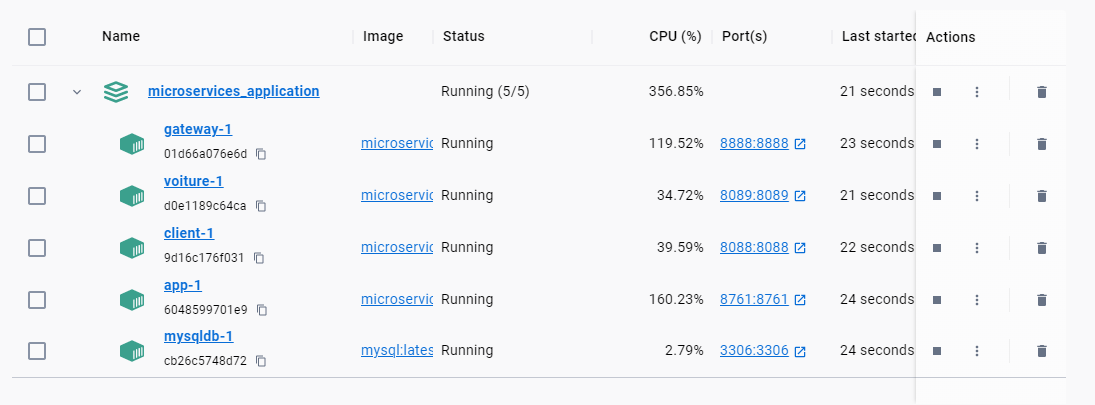 Name Image Status CPU (%) Port(s) Last started Actions
microservices_application Running (5/5) 356.85% 21 seconds
gateway-1
01d66a076e6d microservic Running 119.52% 8888:8888 23 seconds
voiture-1
d0e1189c64ca microservic Running 34.72% 8089:8089 21 seconds
client-1
9d16c176f031 microservic Running 39.59% 8088:8088 22 seconds
app-1
6048599701e9 microservic Running 160.23% 8761:8761 24 seconds
mysqldb-1
cb26c5748d72 mysql:lates Running 2.79% 3306:3306 24 seconds